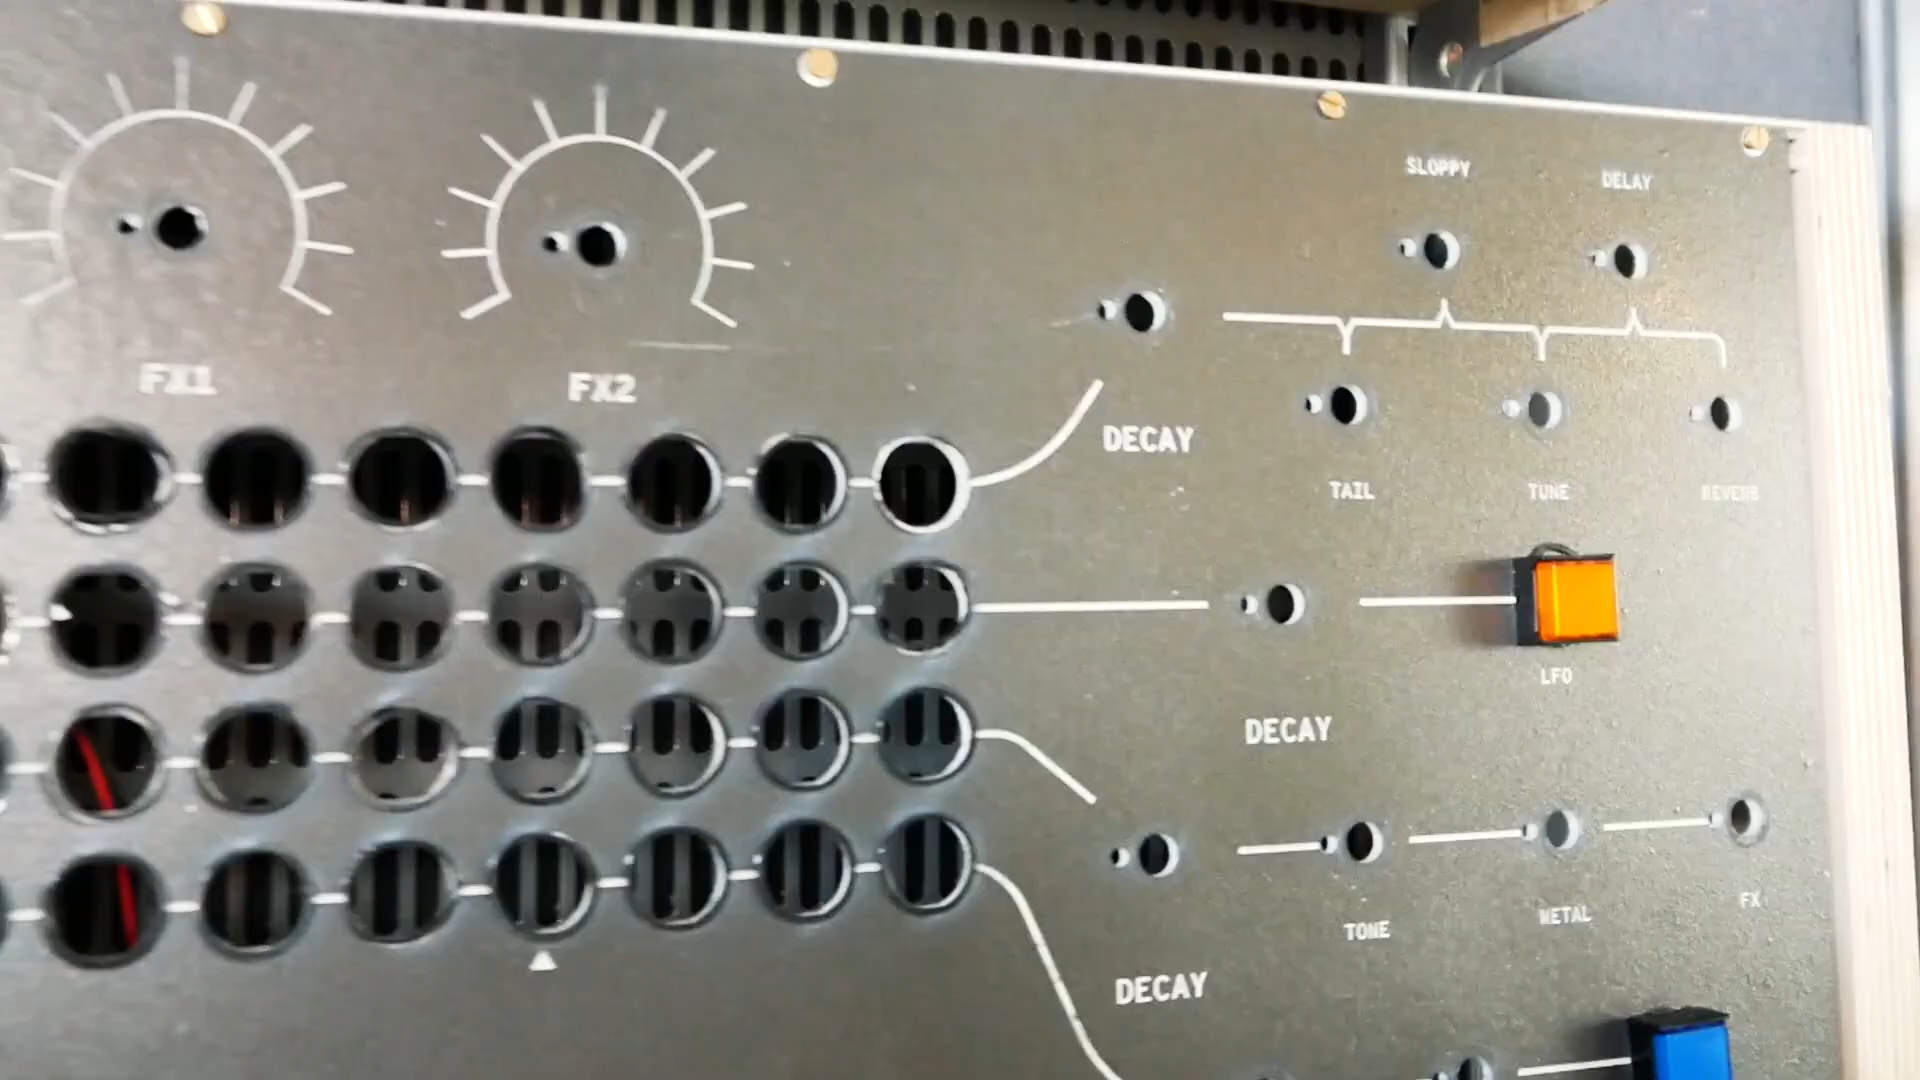 SLOPPY
DELAY
FX1
FX2
DECAY
TAIL
TUNE
REVERB
LFO
DECAY
TONE
METAL
FX
DECAY